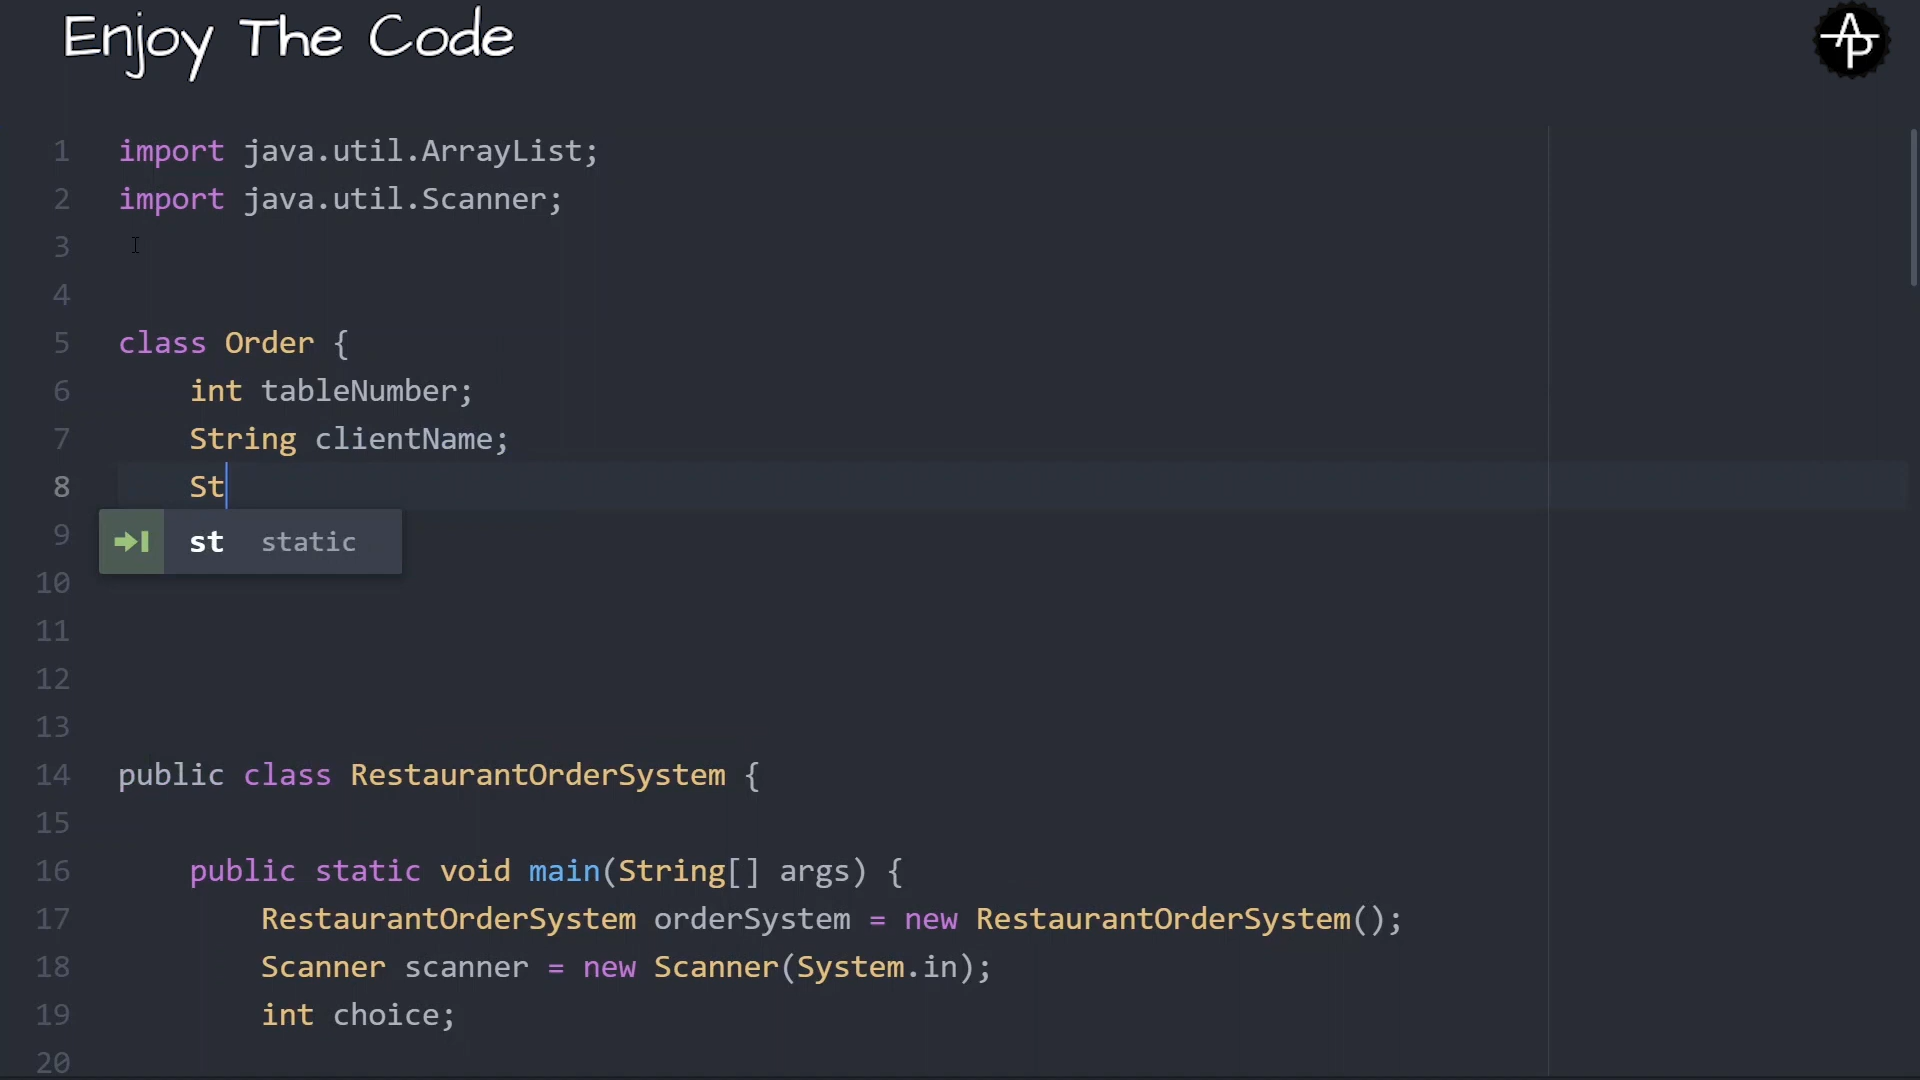 Enjoy The Code
AP
1 import java.util.ArrayList;
2 import java.util.Scanner;
3
4
5 class Order {
6 int tableNumber;
7 String clientName;
8 St
9 st static
10
11
12
13
14 public class RestaurantOrderSystem {
15
16 public static void main(String[] args) {
17 RestaurantOrderSystem orderSystem = new RestaurantOrderSystem();
18 Scanner scanner = new Scanner(System.in);
19 int choice;
20